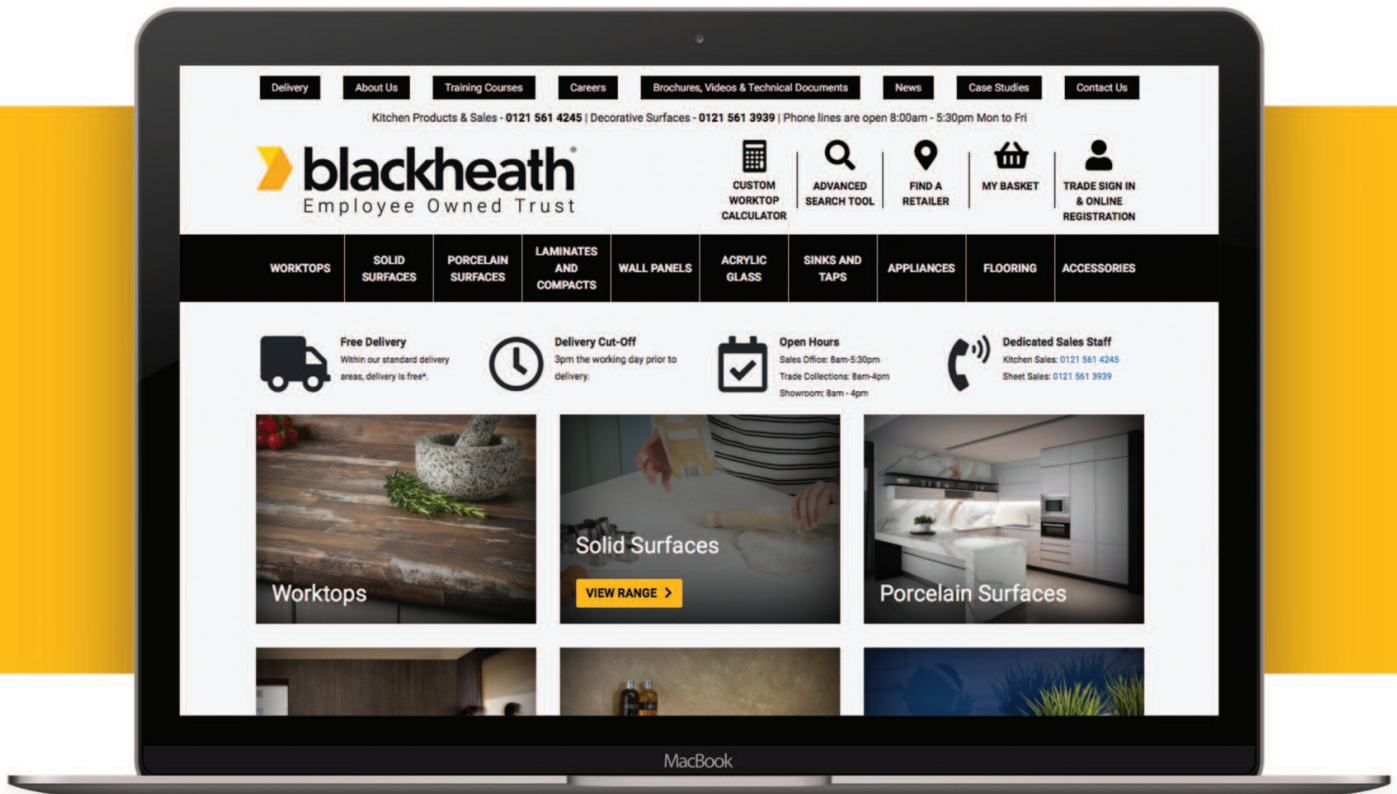 Delivery
About Us
Training Courses
Careers
Brochures, Videos & Technical Documents
News
Case Studies
Contact Us
Kitchen Products & Sales - 0121 561 4245 | Decorative Surfaces - 0121 561 3939 | Phone lines are open 8:00am - 5:30pm Mon to Fri
blackheath®
Employee Owned Trust
CUSTOM
WORKTOP
CALCULATOR
ADVANCED
SEARCH TOOL
FIND A
RETAILER
MY BASKET
TRADE SIGN IN
& ONLINE
REGISTRATION
WORKTOPS
SOLID
SURFACES
PORCELAIN
SURFACES
LAMINATES
AND
COMPACTS
WALL PANELS
ACRYLIC
GLASS
SINKS AND
TAPS
APPLIANCES
FLOORING
ACCESSORIES
Free Delivery
Within our standard delivery
areas, delivery is free*.
Delivery Cut-Off
3pm the working day prior to
delivery.
Open Hours
Sales Office: 8am-5:30pm
Trade Collections: 8am-4pm
Showroom: 8am - 4pm
Dedicated Sales Staff
Kitchen Sales: 0121 561 4245
Sheet Sales: 0121 561 3939
Worktops
Solid Surfaces
VIEW RANGE >
Porcelain Surfaces
MacBook